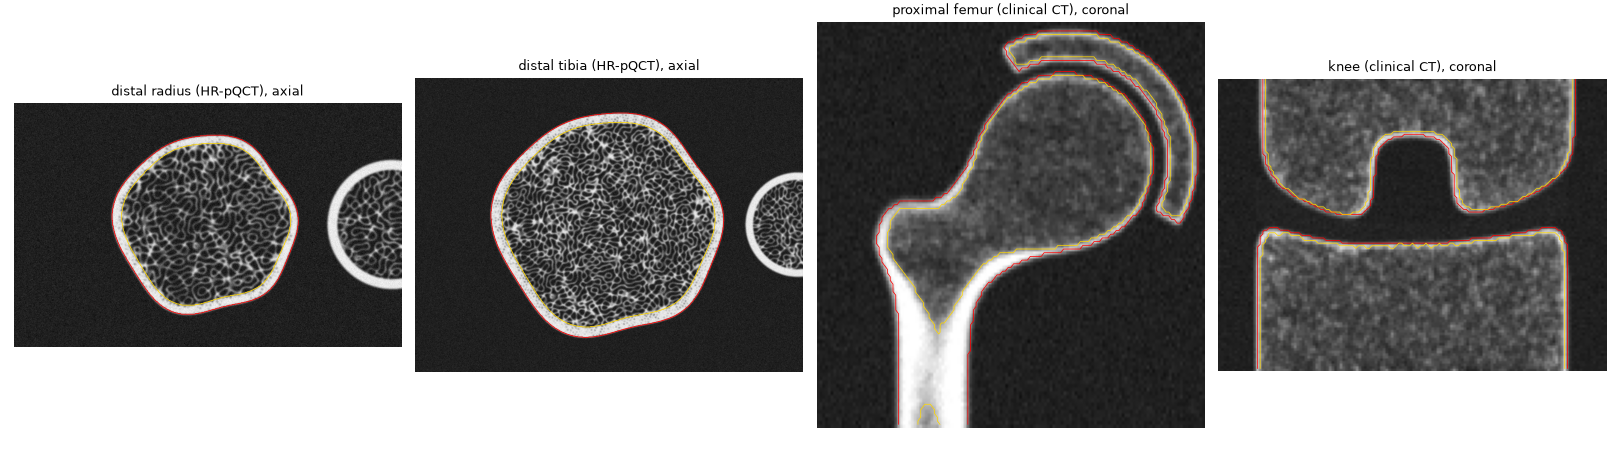 distal radius (HR-pQCT), axial
distal tibia (HR-pQCT), axial
proximal femur (clinical CT), coronal
knee (clinical CT), coronal